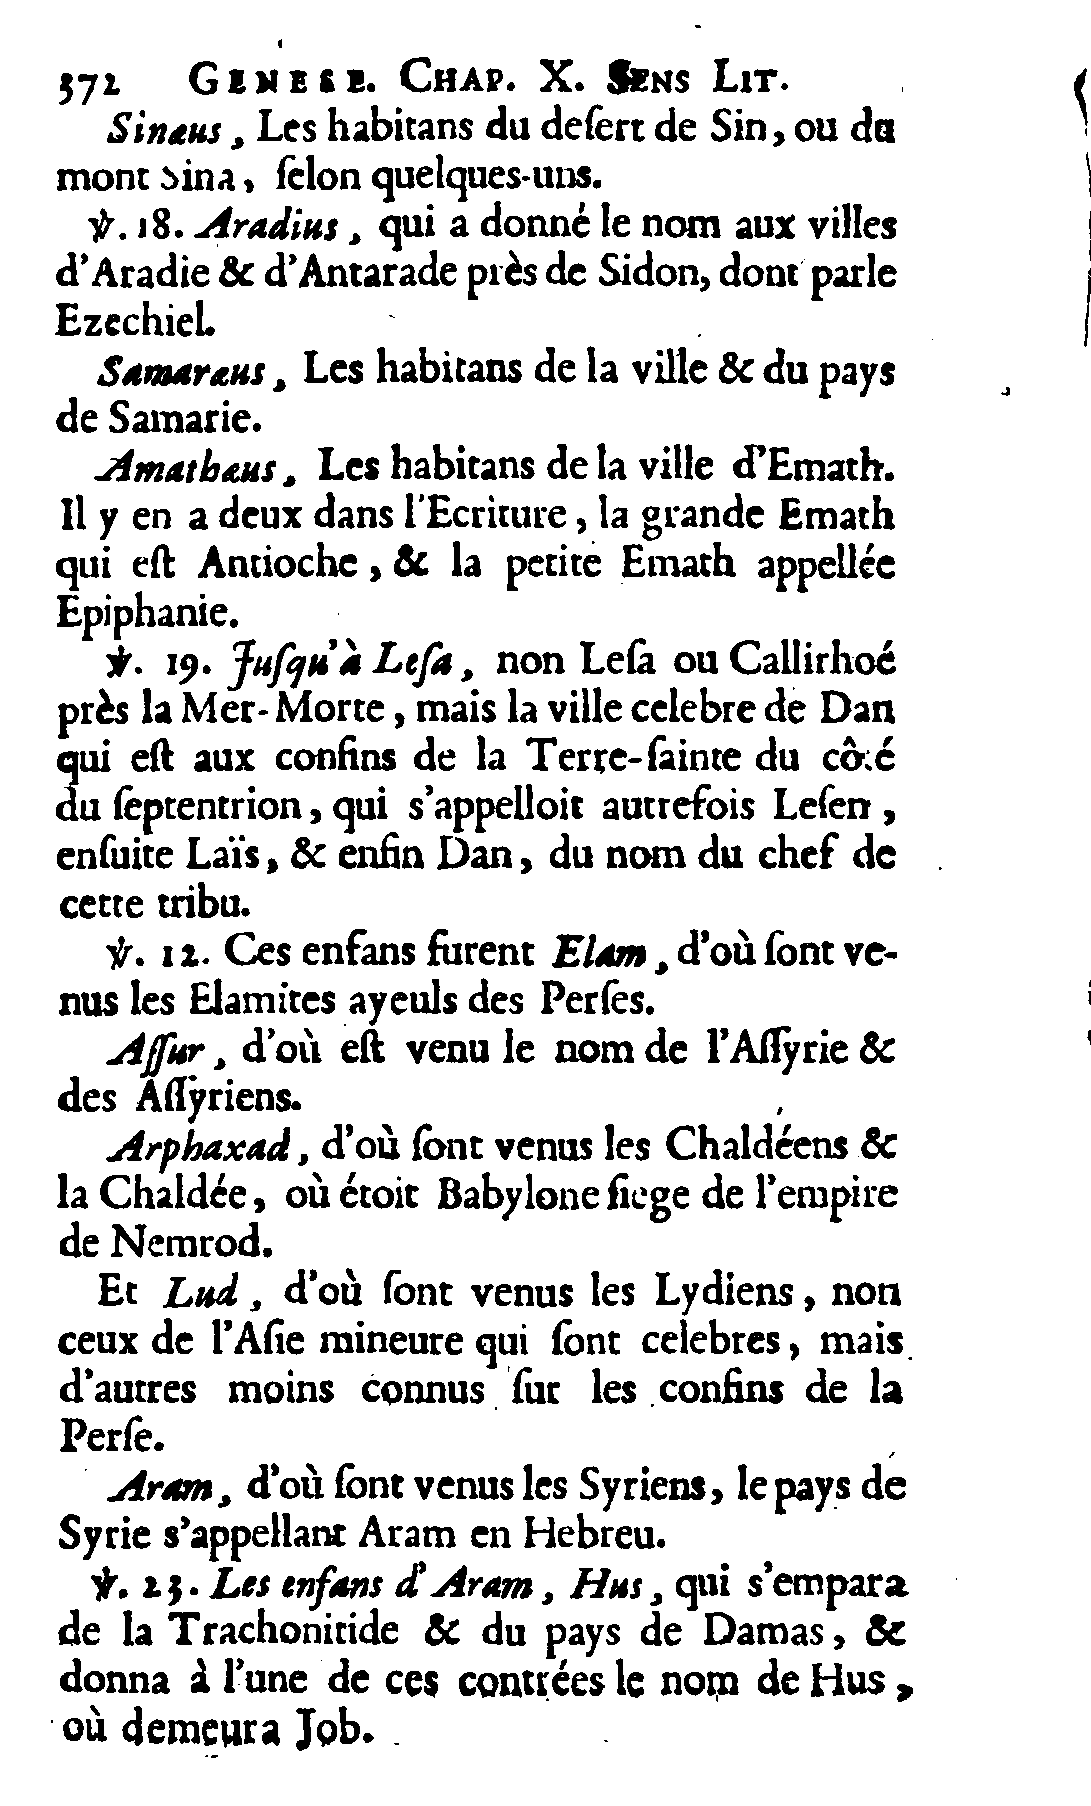 372 GENESE. CHAP. X. SENS LIT.
Sinæus, Les habitans du deſert de Sin, ou du
mont Sina, ſelon quelques-uns.
℣. 18. Aradius, qui a donné le nom aux villes
d'Aradie & d'Antarade près de Sidon, dont parle
Ezechiel.
Samaræus, Les habitans de la ville & du pays
de Samarie.
Amathæus, Les habitans de la ville d'Emath.
Il y en a deux dans l'Ecriture, la grande Emath
qui eſt Antioche, & la petite Emath appellée
Epiphanie.
℣. 19. Juſqu'à Leſa, non Leſa ou Callirhoé
près la Mer-Morte, mais la ville celebre de Dan
qui eſt aux confins de la Terre-ſainte du côté
du ſeptentrion, qui s'appelloit autrefois Leſen,
enſuite Laïs, & enfin Dan, du nom du chef de
cette tribu.
℣. 12. Ces enfans furent Elam, d'où ſont ve-
nus les Elamites ayeuls des Perſes.
Aſſur, d'où eſt venu le nom de l'Aſſyrie &
des Aſſyriens.
Arphaxad, d'où ſont venus les Chaldéens &
la Chaldée, où étoit Babylone ſiege de l'empire
de Nemrod.
Et Lud, d'où ſont venus les Lydiens, non
ceux de l'Aſie mineure qui ſont celebres, mais
d'autres moins connus ſur les confins de la
Perſe.
Aram, d'où ſont venus les Syriens, le pays de
Syrie s'appellant Aram en Hebreu.
℣. 23. Les enfans d'Aram, Hus, qui s'empara
de la Trachonitide & du pays de Damas, &
donna à l'une de ces contrées le nom de Hus,
où demeura Job.